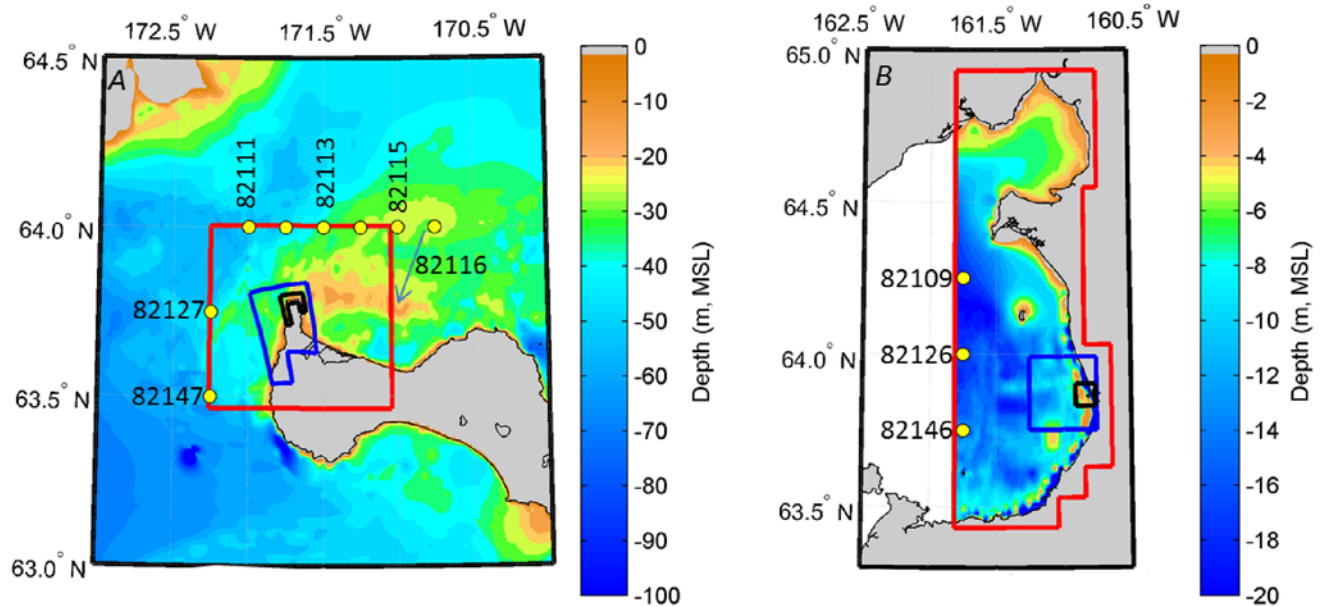 172.5° W 171.5° W 170.5° W
64.5° N
64.0° N
63.5° N
63.0° N
A
82111
82113
82115
82116
82127
82147
0
-10
-20
-30
-40
-50
-60
-70
-80
-90
-100
Depth (m, MSL)
162.5° W 161.5° W 160.5° W
65.0° N
64.5° N
64.0° N
63.5° N
B
82109
82126
82146
0
-2
-4
-6
-8
-10
-12
-14
-16
-18
-20
Depth (m, MSL)